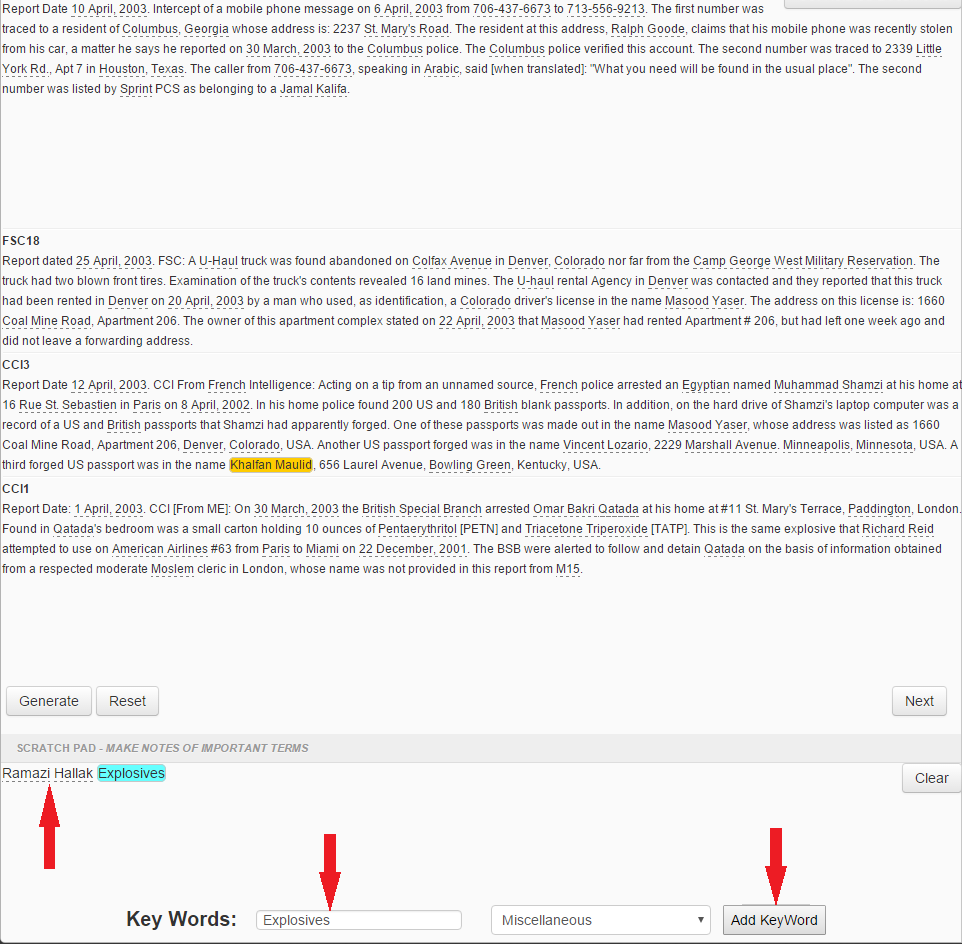 Report Date 10 April, 2003. Intercept of a mobile phone message on 6 April, 2003 from 706-437-6673 to 713-556-9213. The first number was
traced to a resident of Columbus, Georgia whose address is: 2237 St. Mary's Road. The resident at this address, Ralph Goode, claims that his mobile phone was recently stolen
from his car, a matter he says he reported on 30 March, 2003 to the Columbus police. The Columbus police verified this account. The second number was traced to 2339 Little
York Rd., Apt 7 in Houston, Texas. The caller from 706-437-6673, speaking in Arabic, said [when translated]: "What you need will be found in the usual place". The second
number was listed by Sprint PCS as belonging to a Jamal Kalifa.
FSC18
Report dated 25 April, 2003. FSC: A U-Haul truck was found abandoned on Colfax Avenue in Denver, Colorado nor far from the Camp George West Military Reservation. The
truck had two blown front tires. Examination of the truck's contents revealed 16 land mines. The U-haul rental Agency in Denver was contacted and they reported that this truck
had been rented in Denver on 20 April, 2003 by a man who used, as identification, a Colorado driver's license in the name Masood Yaser. The address on this license is: 1660
Coal Mine Road, Apartment 206. The owner of this apartment complex stated on 22 April, 2003 that Masood Yaser had rented Apartment # 206, but had left one week ago and
did not leave a forwarding address.
CCI3
Report Date 12 April, 2003. CCI From French Intelligence: Acting on a tip from an unnamed source, French police arrested an Egyptian named Muhammad Shamzi at his home at
16 Rue St. Sebastien in Paris on 8 April, 2002. In his home police found 200 US and 180 British blank passports. In addition, on the hard drive of Shamzi's laptop computer was a
record of a US and British passports that Shamzi had apparently forged. One of these passports was made out in the name Masood Yaser, whose address was listed as 1660
Coal Mine Road, Apartment 206, Denver, Colorado, USA. Another US passport forged was in the name Vincent Lozario, 2229 Marshall Avenue. Minneapolis, Minnesota, USA. A
third forged US passport was in the name Khalfan Maulid, 656 Laurel Avenue, Bowling Green, Kentucky, USA.
CCI1
Report Date: 1 April, 2003. CCI [From ME]: On 30 March, 2003 the British Special Branch arrested Omar Bakri Qatada at his home at #11 St. Mary's Terrace, Paddington, London.
Found in Qatada's bedroom was a small carton holding 10 ounces of Pentaerythritol [PETN] and Triacetone Triperoxide [TATP]. This is the same explosive that Richard Reid
attempted to use on American Airlines #63 from Paris to Miami on 22 December, 2001. The BSB were alerted to follow and detain Qatada on the basis of information obtained
from a respected moderate Moslem cleric in London, whose name was not provided in this report from M15.
Generate Reset Next
SCRATCH PAD - MAKE NOTES OF IMPORTANT TERMS
Ramazi Hallak Explosives
Clear
Key Words: Explosives Miscellaneous Add KeyWord